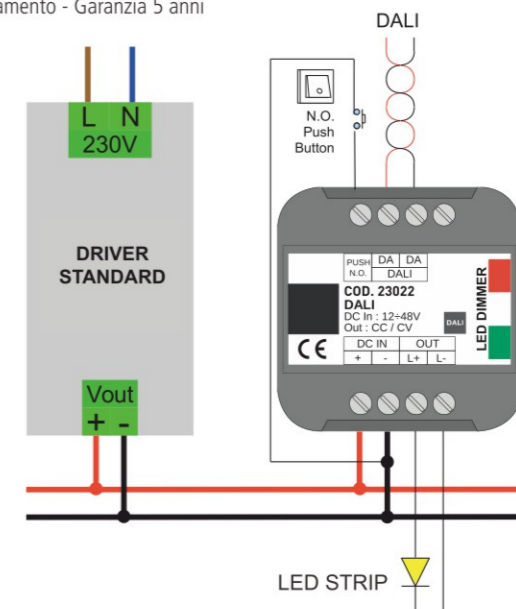 amento - Garanzia 5 anni
DALI
L N
230V
DRIVER
STANDARD
Vout
+ -
N.O.
Push
Button
PUSH
N.O.
DA DA
DALI
COD. 23022
DALI
DC In : 12÷48V
Out : CC / CV
DALI
LED DIMMER
CE
DC IN OUT
+ - L+ L-
LED STRIP